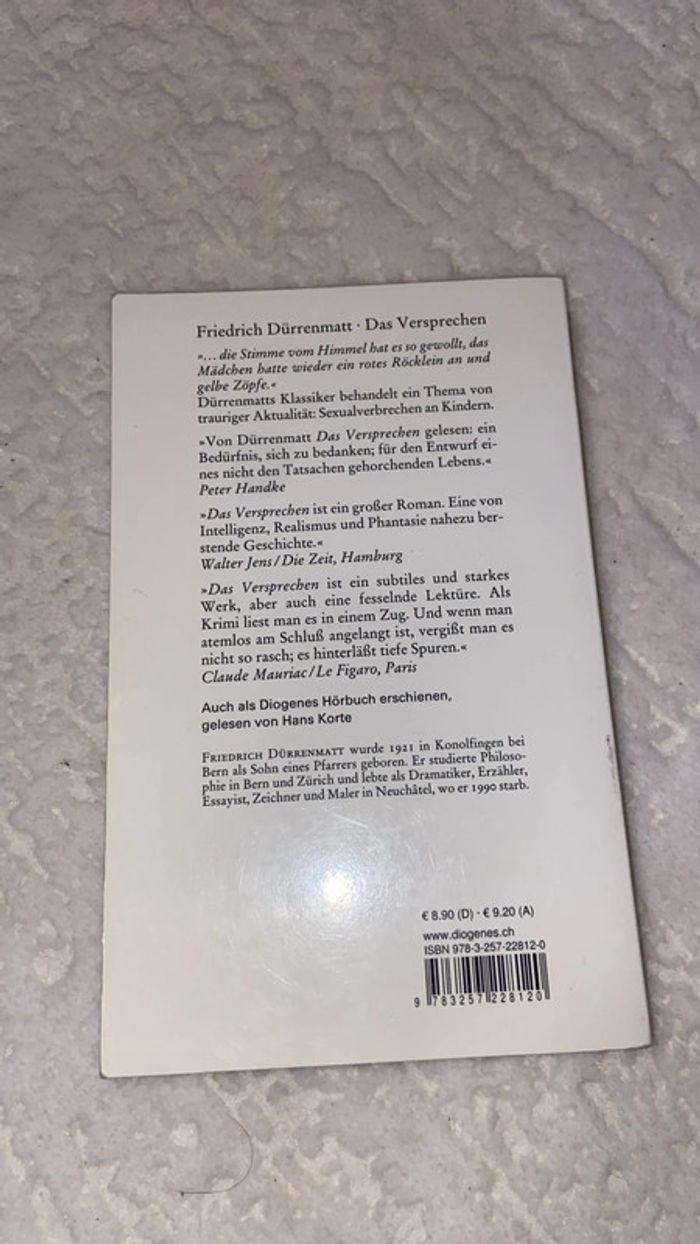 Friedrich Dürrenmatt · Das Versprechen
»... die Stimme vom Himmel hat es so gewollt, das
Mädchen hatte wieder ein rotes Röcklein an und
gelbe Zöpfe.«
Dürrenmatts Klassiker behandelt ein Thema von
trauriger Aktualität: Sexualverbrechen an Kindern.
»Von Dürrenmatt Das Versprechen gelesen: ein
Bedürfnis, sich zu bedanken; für den Entwurf ei-
nes nicht den Tatsachen gehorchenden Lebens.«
Peter Handke
»Das Versprechen ist ein großer Roman. Eine von
Intelligenz, Realismus und Phantasie nahezu ber-
stende Geschichte.«
Walter Jens / Die Zeit, Hamburg
»Das Versprechen ist ein subtiles und starkes
Werk, aber auch eine fesselnde Lektüre. Als
Krimi liest man es in einem Zug. Und wenn man
atemlos am Schluß angelangt ist, vergißt man es
nicht so rasch; es hinterläßt tiefe Spuren.«
Claude Mauriac / Le Figaro, Paris
Auch als Diogenes Hörbuch erschienen,
gelesen von Hans Korte
FRIEDRICH DÜRRENMATT wurde 1921 in Konolfingen bei
Bern als Sohn eines Pfarrers geboren. Er studierte Philoso-
phie in Bern und Zürich und lebte als Dramatiker, Erzähler,
Essayist, Zeichner und Maler in Neuchâtel, wo er 1990 starb.
€ 8.90 (D) · € 9.20 (A)
www.diogenes.ch
ISBN 978-3-257-22812-0
9 783257 228120